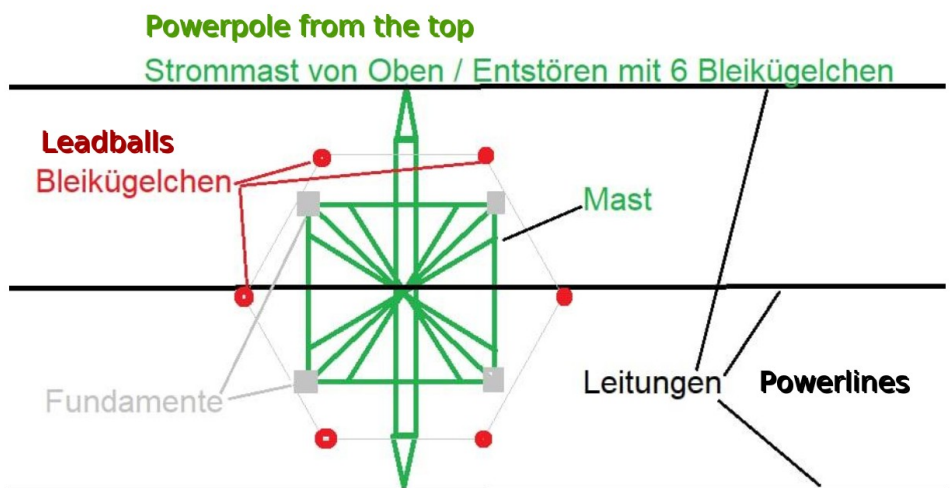 Powerpole from the top
Strommast von Oben / Entstören mit 6 Bleikügelchen
Leadballs
Bleikügelchen
Mast
Fundamente
Leitungen
Powerlines